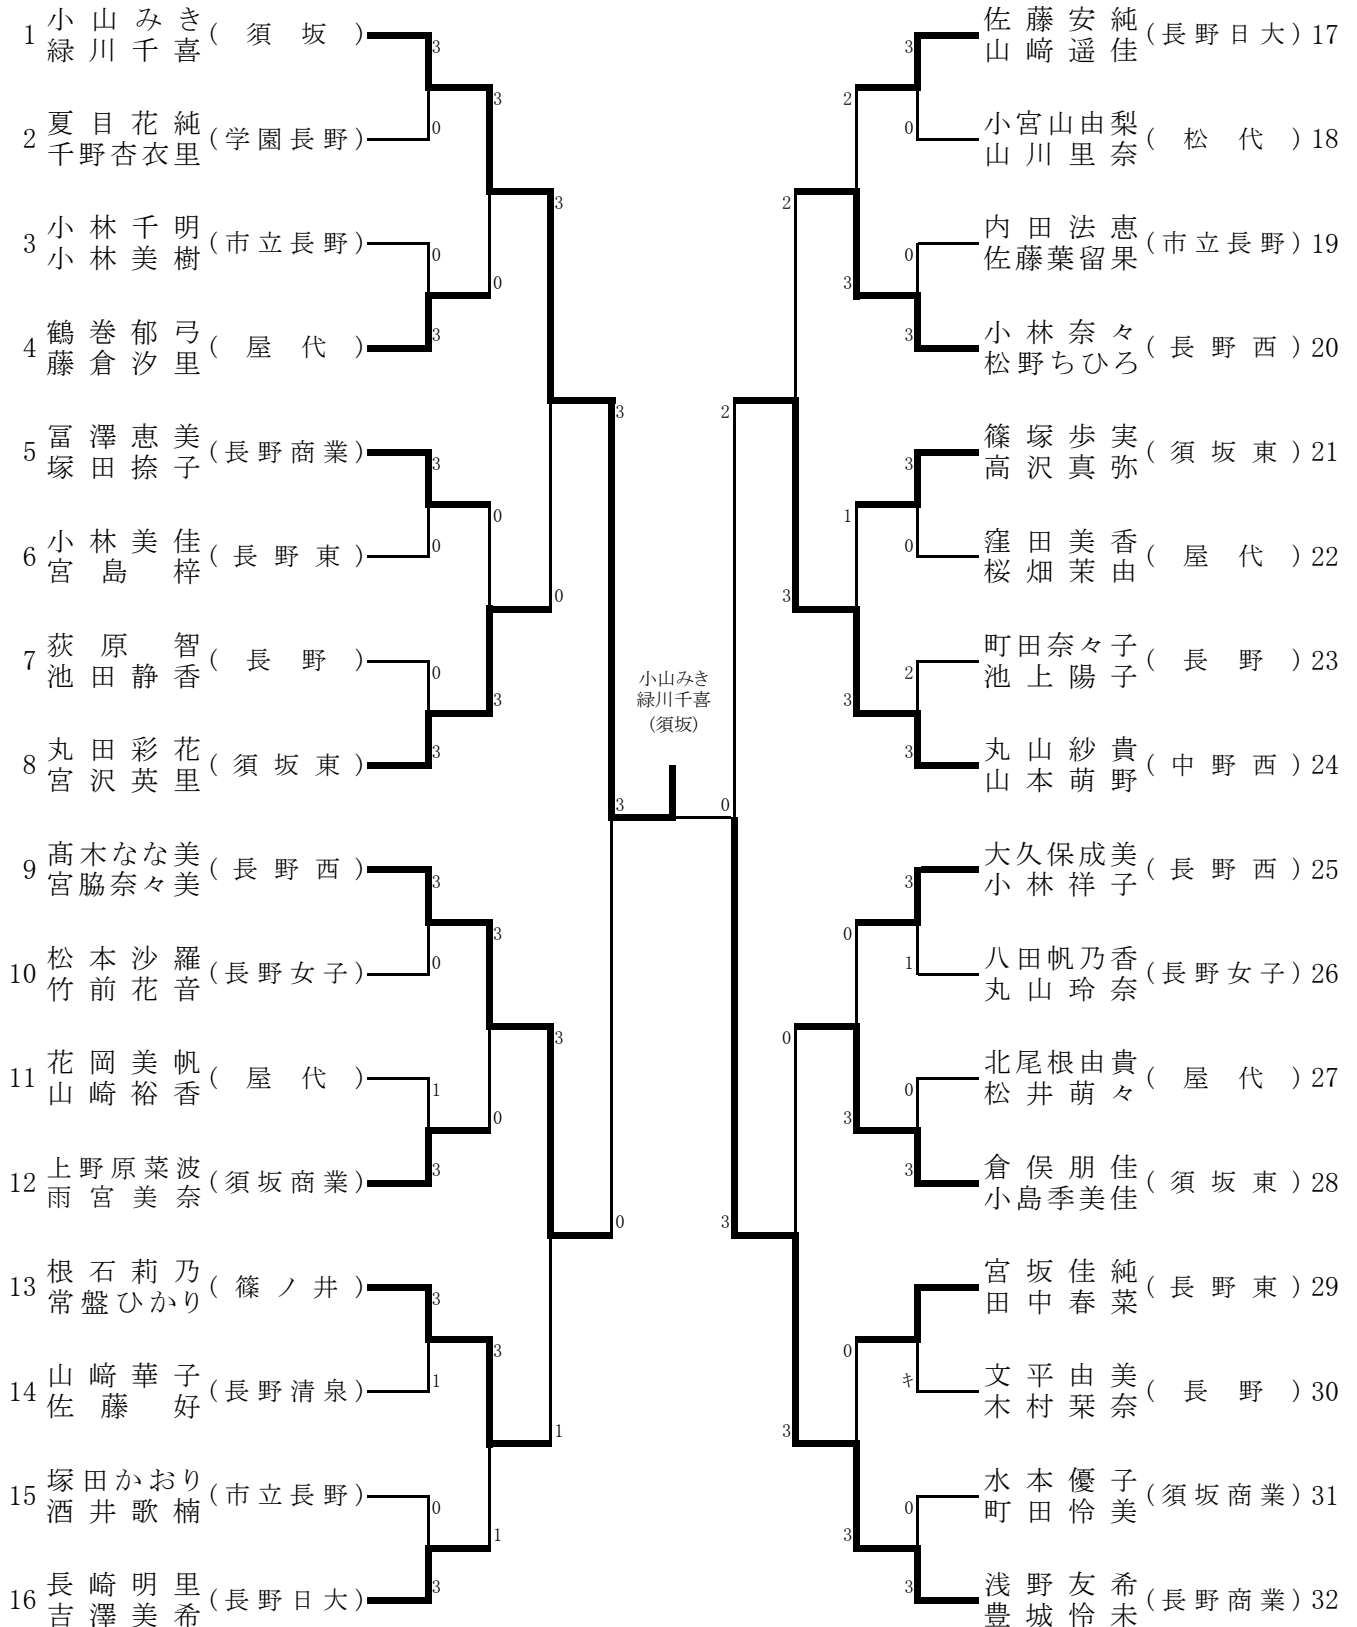 1 小山みき 緑川千喜 (須坂)
3
3
2 夏目花純 千野杏衣里 (学園長野)
0
3
3 小林千明 小林美樹 (市立長野)
0
0
4 鶴巻郁弓 藤倉汐里 (屋代)
3
3
5 冨澤恵美 塚田捺子 (長野商業)
3
0
6 小林美佳 宮島梓 (長野東)
0
0
7 荻原智 池田静香 (長野)
0
3
8 丸田彩花 宮沢英里 (須坂東)
3
3
9 髙木なな美 宮脇奈々美 (長野西)
3
3
10 松本沙羅 竹前花音 (長野女子)
0
3
11 花岡美帆 山崎裕香 (屋代)
1
0
12 上野原菜波 雨宮美奈 (須坂商業)
3
0
13 根石莉乃 常盤ひかり (篠ノ井)
3
3
14 山﨑華子 佐藤好 (長野清泉)
1
1
15 塚田かおり 酒井歌楠 (市立長野)
0
1
16 長崎明里 吉澤美希 (長野日大)
3
小山みき
緑川千喜
(須坂)
0
佐藤安純 山﨑遥佳 (長野日大) 17
3
2
小宮山由梨 山川里奈 (松代) 18
0
2
内田法恵 佐藤葉留果 (市立長野) 19
0
3
小林奈々 松野ちひろ (長野西) 20
3
2
篠塚歩実 高沢真弥 (須坂東) 21
3
1
窪田美香 桜畑茉由 (屋代) 22
0
3
町田奈々子 池上陽子 (長野) 23
2
3
丸山紗貴 山本萌野 (中野西) 24
3
大久保成美 小林祥子 (長野西) 25
3
0
八田帆乃香 丸山玲奈 (長野女子) 26
1
0
北尾根由貴 松井萌々 (屋代) 27
0
3
倉俣朋佳 小島季美佳 (須坂東) 28
3
3
宮坂佳純 田中春菜 (長野東) 29
0
文平由美 木村栞奈 (長野) 30
キ
3
水本優子 町田怜美 (須坂商業) 31
0
3
浅野友希 豊城怜未 (長野商業) 32
3